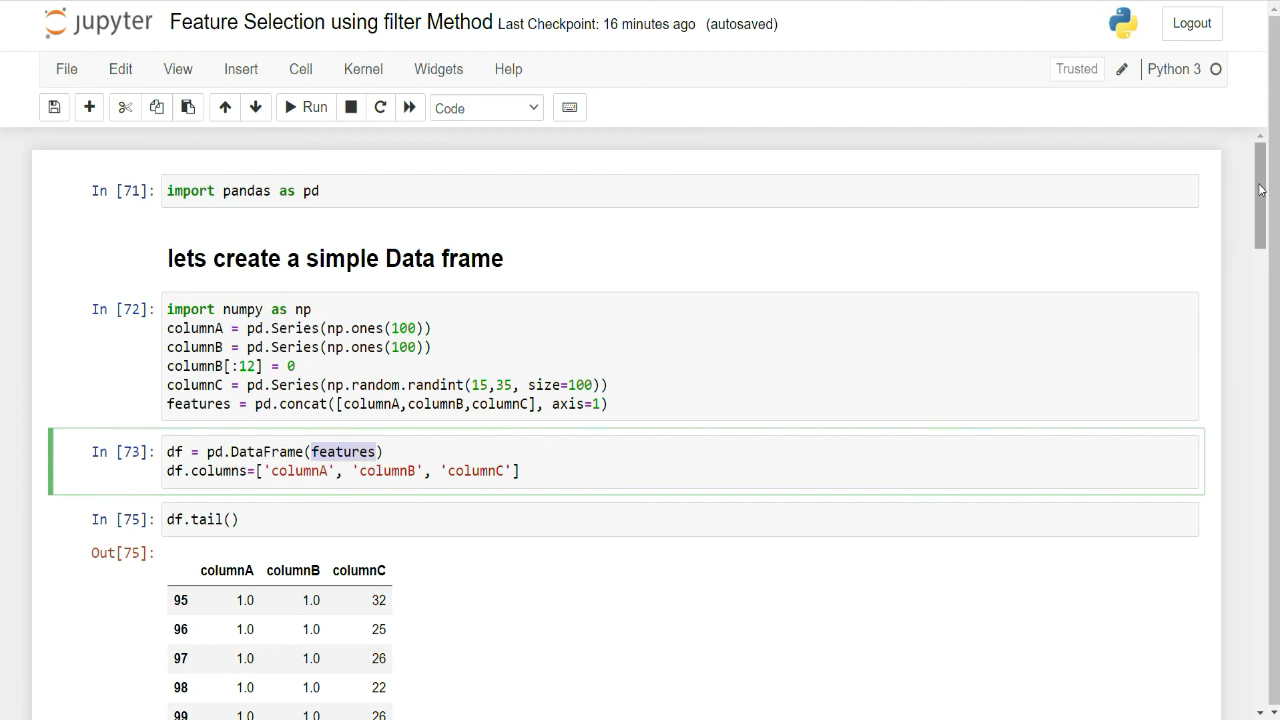 jupyter Feature Selection using filter Method Last Checkpoint: 16 minutes ago (autosaved) Logout
File Edit View Insert Cell Kernel Widgets Help Trusted Python 3
Run Code
In [71]: import pandas as pd
lets create a simple Data frame
In [72]: import numpy as np
columnA = pd.Series(np.ones(100))
columnB = pd.Series(np.ones(100))
columnB[:12] = 0
columnC = pd.Series(np.random.randint(15,35, size=100))
features = pd.concat([columnA,columnB,columnC], axis=1)
In [73]: df = pd.DataFrame(features)
df.columns=['columnA', 'columnB', 'columnC']
In [75]: df.tail()
Out[75]:
columnA columnB columnC
95 1.0 1.0 32
96 1.0 1.0 25
97 1.0 1.0 26
98 1.0 1.0 22
99 1.0 1.0 26